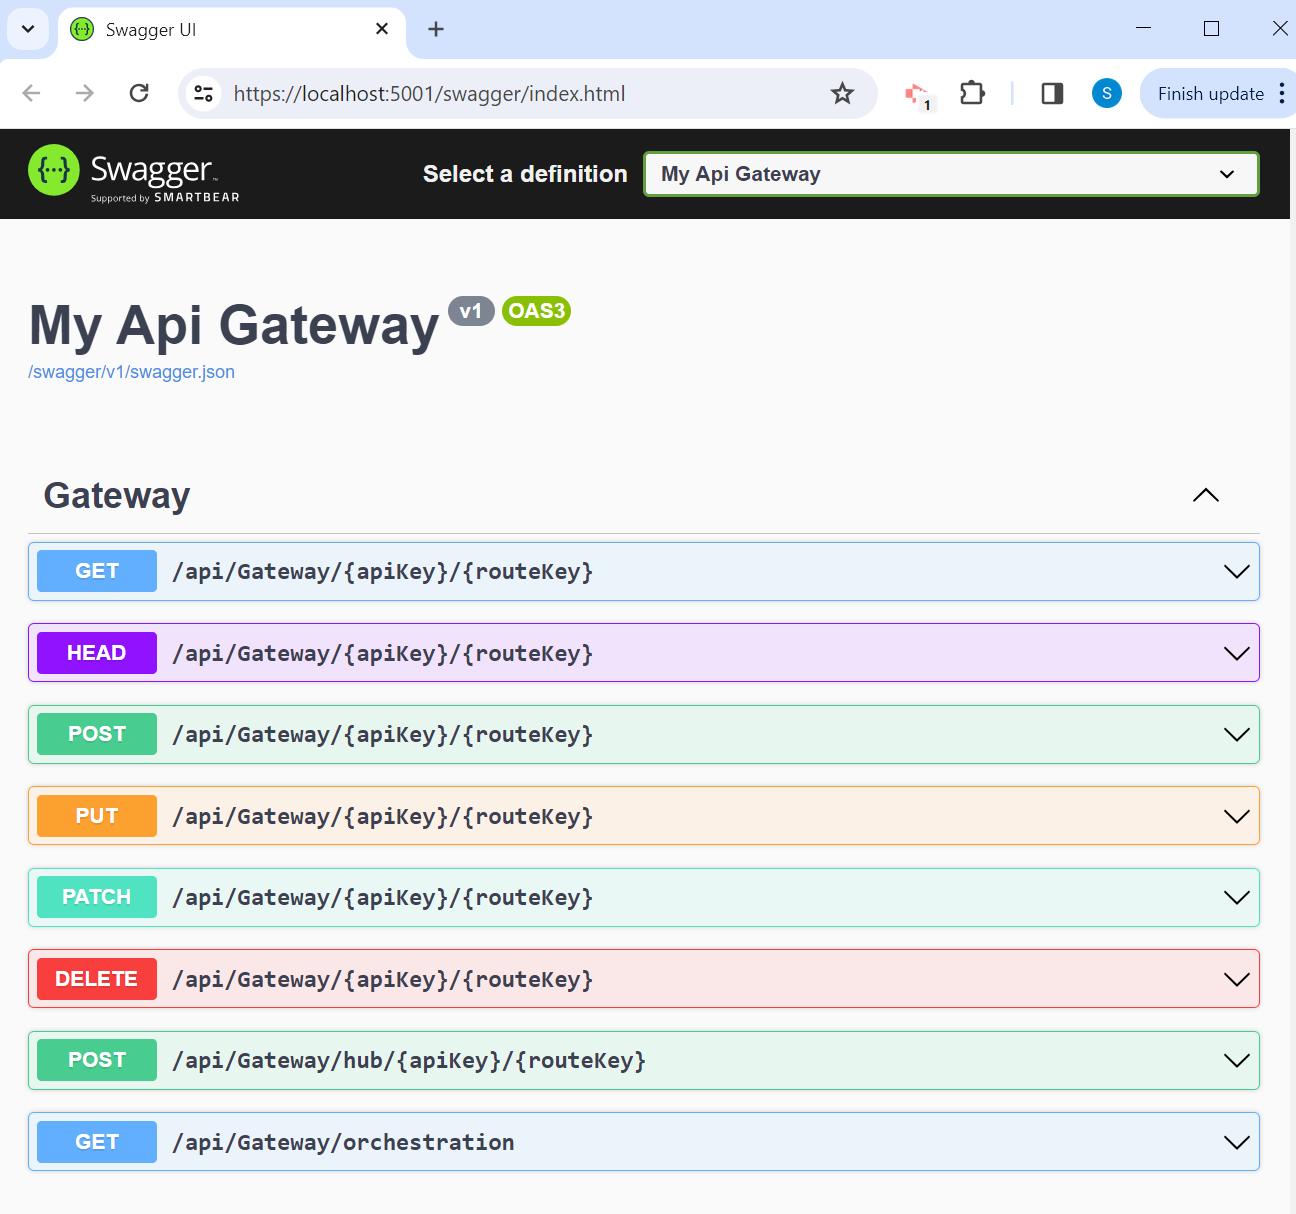 Swagger UI
https://localhost:5001/swagger/index.html
1
S
Finish update
{···} Swagger™
Supported by SMARTBEAR
Select a definition
My Api Gateway
My Api Gateway v1 OAS3
/swagger/v1/swagger.json
Gateway
GET /api/Gateway/{apiKey}/{routeKey}
HEAD /api/Gateway/{apiKey}/{routeKey}
POST /api/Gateway/{apiKey}/{routeKey}
PUT /api/Gateway/{apiKey}/{routeKey}
PATCH /api/Gateway/{apiKey}/{routeKey}
DELETE /api/Gateway/{apiKey}/{routeKey}
POST /api/Gateway/hub/{apiKey}/{routeKey}
GET /api/Gateway/orchestration